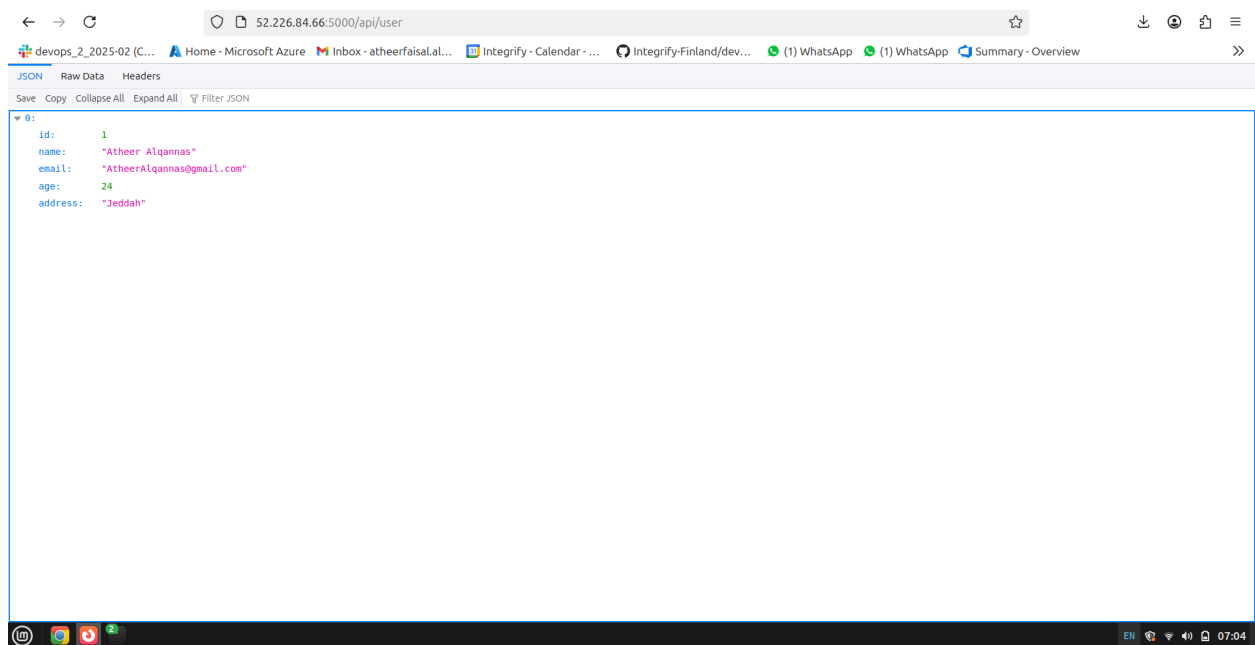 52.226.84.66:5000/api/user
devops_2_2025-02 (C... Home - Microsoft Azure Inbox - atheerfaisal.al... Integrify - Calendar - ... Integrify-Finland/dev... (1) WhatsApp (1) WhatsApp Summary - Overview
JSON Raw Data Headers
Save Copy Collapse All Expand All Filter JSON
0:
id: 1
name: "Atheer Alqannas"
email: "AtheerAlqannas@gmail.com"
age: 24
address: "Jeddah"
2
EN 07:04